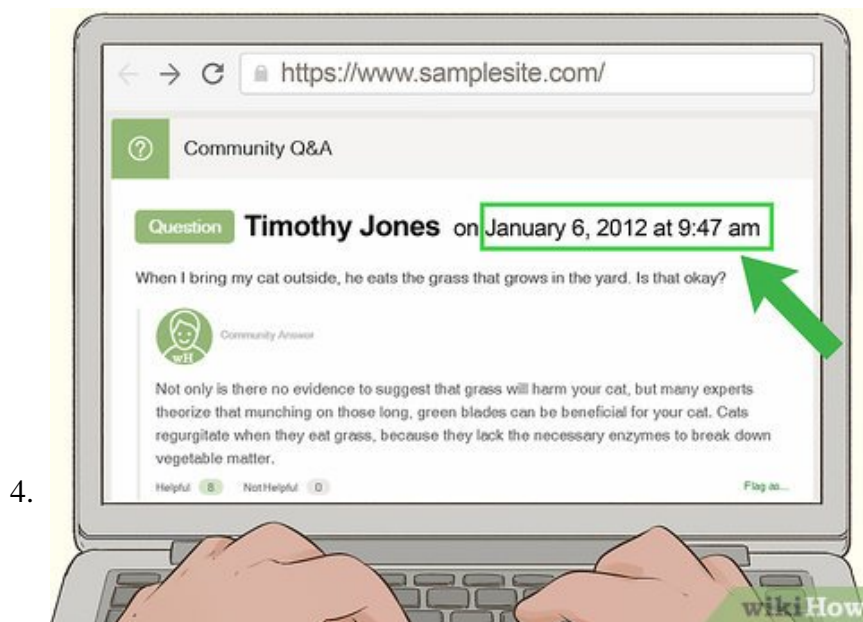 https://www.samplesite.com/
Community Q&A
Question Timothy Jones on January 6, 2012 at 9:47 am
When I bring my cat outside, he eats the grass that grows in the yard. Is that okay?
Community Answer
wH
Not only is there no evidence to suggest that grass will harm your cat, but many experts
theorize that munching on those long, green blades can be beneficial for your cat. Cats
regurgitate when they eat grass, because they lack the necessary enzymes to break down
vegetable matter.
Helpful 8 NotHelpful 0 Flag as...
4.
wikiHow